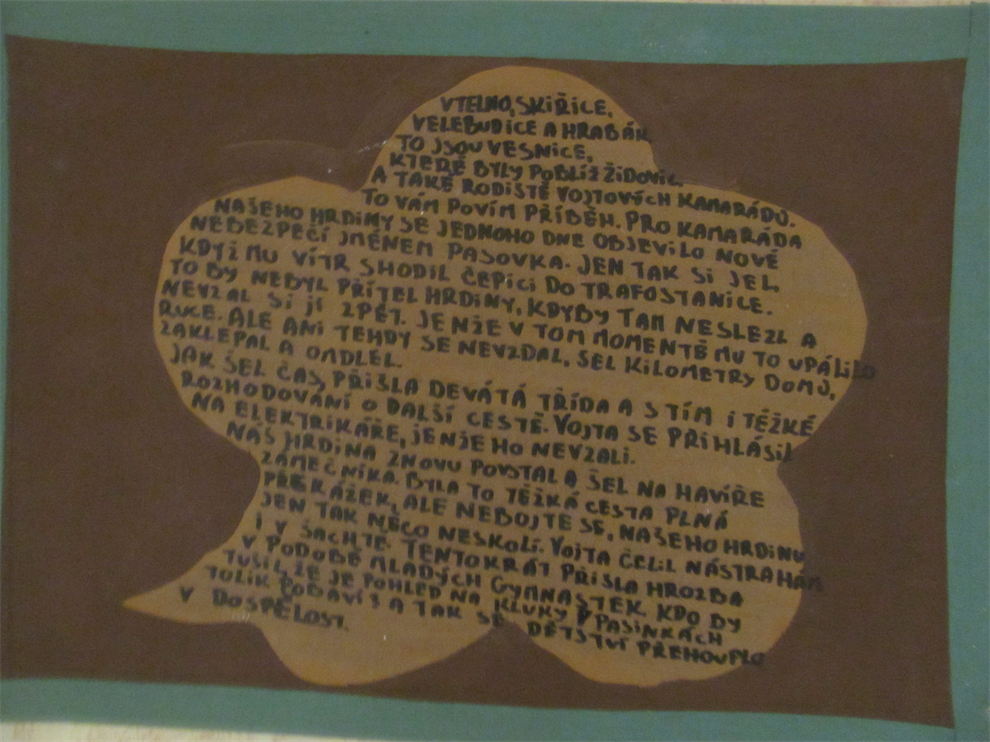 VTELNO, SKIŘICE,
VELEBUDICE A HRABÁK
TO JSOU VESNICE,
KTERÉ BYLY POBLÍŽ ŽIDOVIC.
A TAKÉ RODIŠTĚ VOJTOVÝCH KAMARÁDŮ.
TO VÁM POVÍM PŘÍBĚH. PRO KAMARÁDA
NAŠEHO HRDINY SE JEDNOHO DNE OBJEVILO NOVÉ
NEBEZPEČÍ JMÉNEM PASOVKA. JEN TAK SI JEL,
KDYŽ MU VÍTR SHODIL ČEPICI DO TRAFOSTANICE.
TO BY NEBYL PŘÍTEL HRDINY, KDYBY TAM NESLEZL A
NEVZAL SI JÍ ZPĚT. JENŽE V TOM MOMENTĚ MU TO UPÁLILO
RUCE. ALE ANI TEHDY SE NEVZDAL, ŠEL KILOMETRY DOMŮ,
ZAKLEPAL A OMDLEL.
JAK ŠEL ČAS, PŘIŠLA DEVÁTÁ TŘÍDA A S TÍM I TĚŽKÉ
ROZHODOVÁNÍ O DALŠÍ CESTĚ. VOJTA SE PŘIHLÁSIL
NA ELEKTRIKÁŘE, JENŽE HO NEVZALI.
NÁŠ HRDINA ZNOVU POVSTAL A ŠEL NA HAVÍŘE
ZÁMEČNÍKA. BYLA TO TĚŽKÁ CESTA PLNÁ
PŘEKÁŽEK, ALE NEBOJTE SE, NAŠEHO HRDINU
JEN TAK NĚCO NESKOLÍ. VOJTA ČELIL NÁSTRAHÁM
I V ŠACHTĚ. TENTOKRÁT PŘIŠLA HROZBA
V PODOBĚ MLADÝCH GYMNASTEK. KDO BY
TUŠIL, ŽE JE POHLED NA KLUKY V PASINKÁCH
TOLIK POBAVÍ? A TAK SE DĚTSTVÍ PŘEHOUPLO
V DOSPĚLOST.